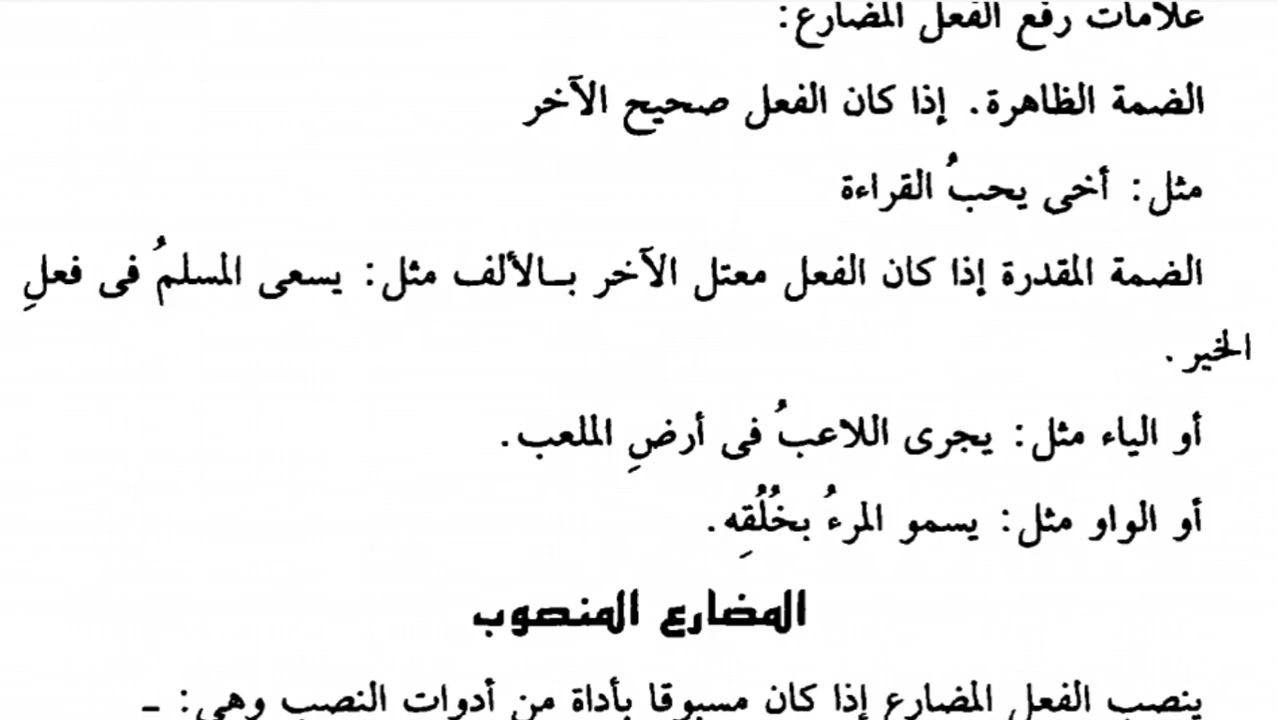 علامات رفع الفعل المضارع:
الضمة الظاهرة. إذا كان الفعل صحيح الآخر
مثل: أخى يحبُ القراءة
الضمة المقدرة إذا كان الفعل معتل الآخر بـالألف مثل: يسعى المسلمُ فى فعلِ
الخير.
أو الياء مثل: يجرى اللاعبُ فى أرضِ الملعب.
أو الواو مثل: يسمو المرءُ بخُلُقِه.
المضارع المنصوب
ينصب الفعل المضارع إذا كان مسبوقا بأداة من أدوات النصب وهى: ـ